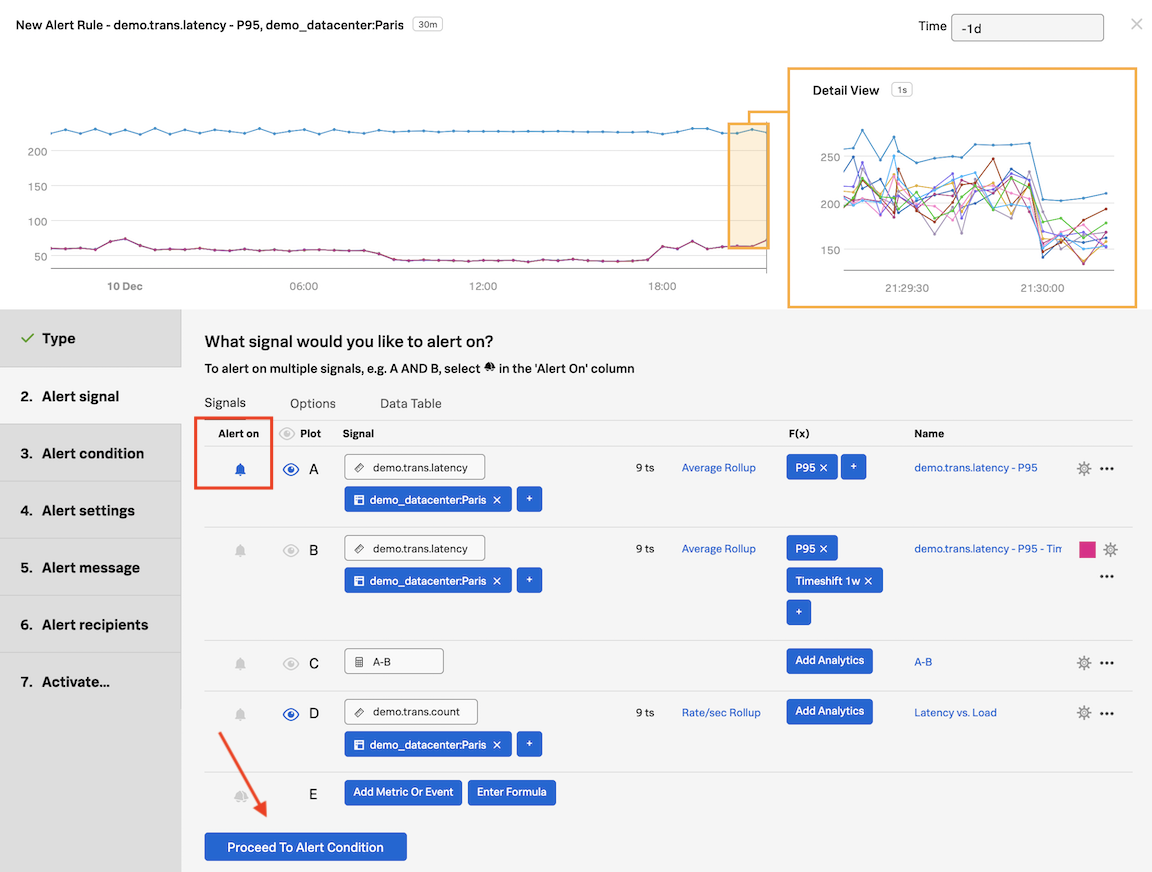 New Alert Rule - demo.trans.latency - P95, demo_datacenter:Paris 30m
Time -1d
200
150
100
50
10 Dec 06:00 12:00 18:00
Detail View 1s
250
200
150
21:29:30 21:30:00
Type
2. Alert signal
3. Alert condition
4. Alert settings
5. Alert message
6. Alert recipients
7. Activate...
What signal would you like to alert on?
To alert on multiple signals, e.g. A AND B, select in the 'Alert On' column
Signals Options Data Table
Alert on Plot Signal F(x) Name
A demo.trans.latency 9 ts Average Rollup P95 × + demo.trans.latency - P95
demo_datacenter:Paris × +
B demo.trans.latency 9 ts Average Rollup P95 × demo.trans.latency - P95 - Tim
demo_datacenter:Paris × + Timeshift 1w ×
+
C A-B Add Analytics A-B
D demo.trans.count 9 ts Rate/sec Rollup Add Analytics Latency vs. Load
demo_datacenter:Paris × +
E Add Metric Or Event Enter Formula
Proceed To Alert Condition